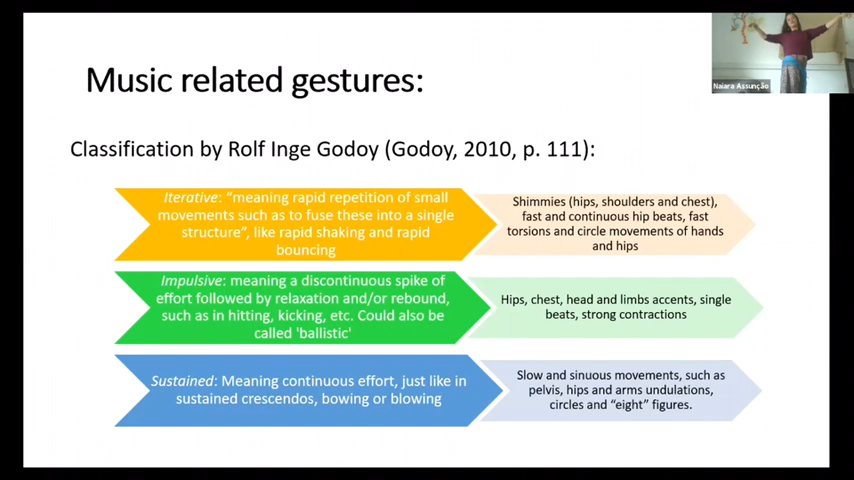 Music related gestures:
Naiara Assunção
Classification by Rolf Inge Godoy (Godoy, 2010, p. 111):
Iterative: “meaning rapid repetition of small
movements such as to fuse these into a single
structure”, like rapid shaking and rapid
bouncing
Shimmies (hips, shoulders and chest),
fast and continuous hip beats, fast
torsions and circle movements of hands
and hips
Impulsive: meaning a discontinuous spike of
effort followed by relaxation and/or rebound,
such as in hitting, kicking, etc. Could also be
called 'ballistic'
Hips, chest, head and limbs accents, single
beats, strong contractions
Sustained: Meaning continuous effort, just like in
sustained crescendos, bowing or blowing
Slow and sinuous movements, such as
pelvis, hips and arms undulations,
circles and “eight” figures.